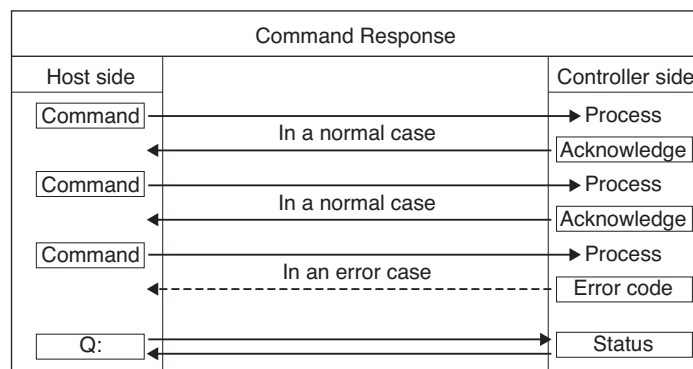 Command Response
Host side
Controller side
Command
Process
In a normal case
Acknowledge
Command
Process
In a normal case
Acknowledge
Command
Process
In an error case
Error code
Q:
Status